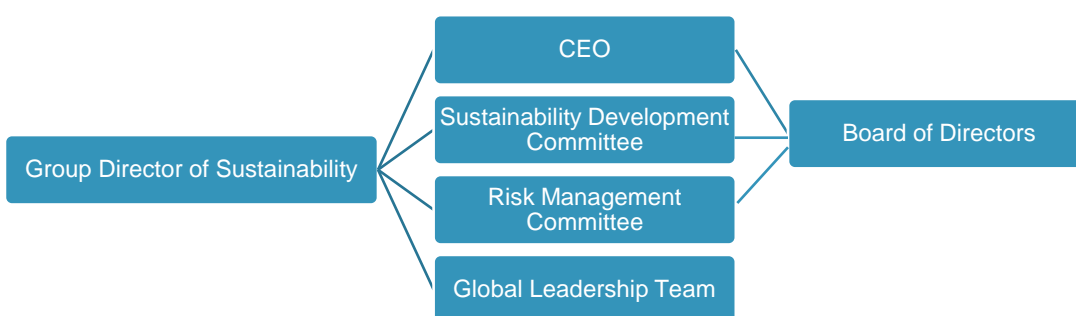 CEO
Sustainability Development
Committee
Board of Directors
Group Director of Sustainability
Risk Management
Committee
Global Leadership Team